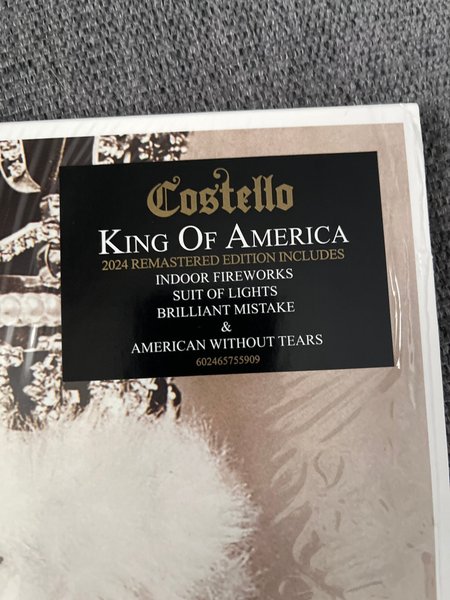 Costello
KING OF AMERICA
2024 REMASTERED EDITION INCLUDES
INDOOR FIREWORKS
SUIT OF LIGHTS
BRILLIANT MISTAKE
&
AMERICAN WITHOUT TEARS
602465755909